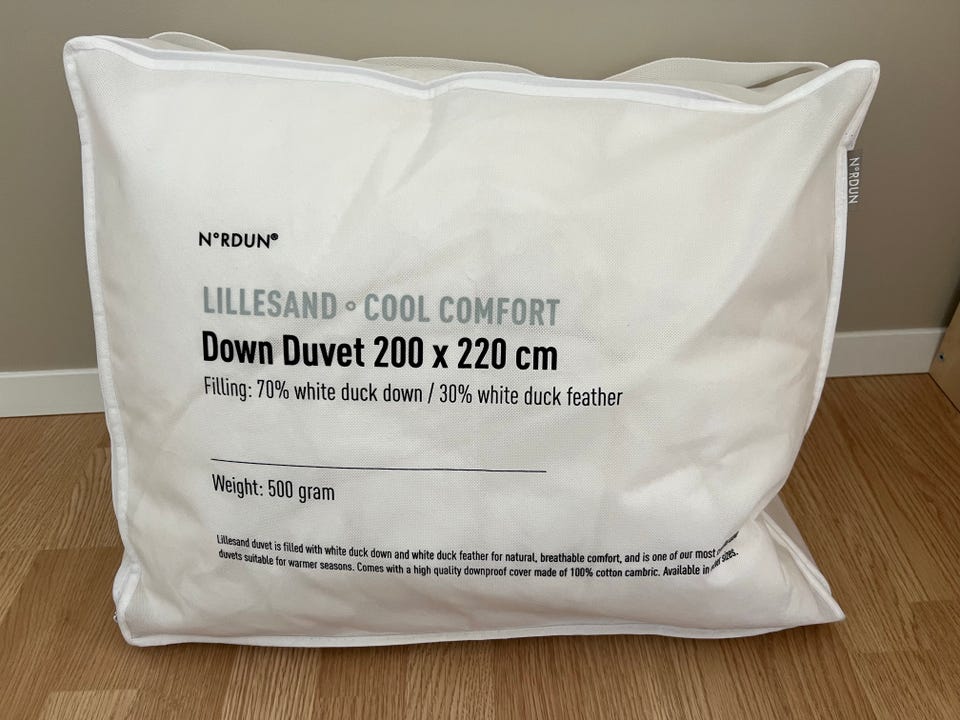 N°RDUN®
N°RDUN
LILLESAND ° COOL COMFORT
Down Duvet 200 x 220 cm
Filling: 70% white duck down / 30% white duck feather
Weight: 500 gram
Lillesand duvet is filled with white duck down and white duck feather for natural, breathable comfort, and is one of our most
duvets suitable for warmer seasons. Comes with a high quality downproof cover made of 100% cotton cambric. Available in sizes.